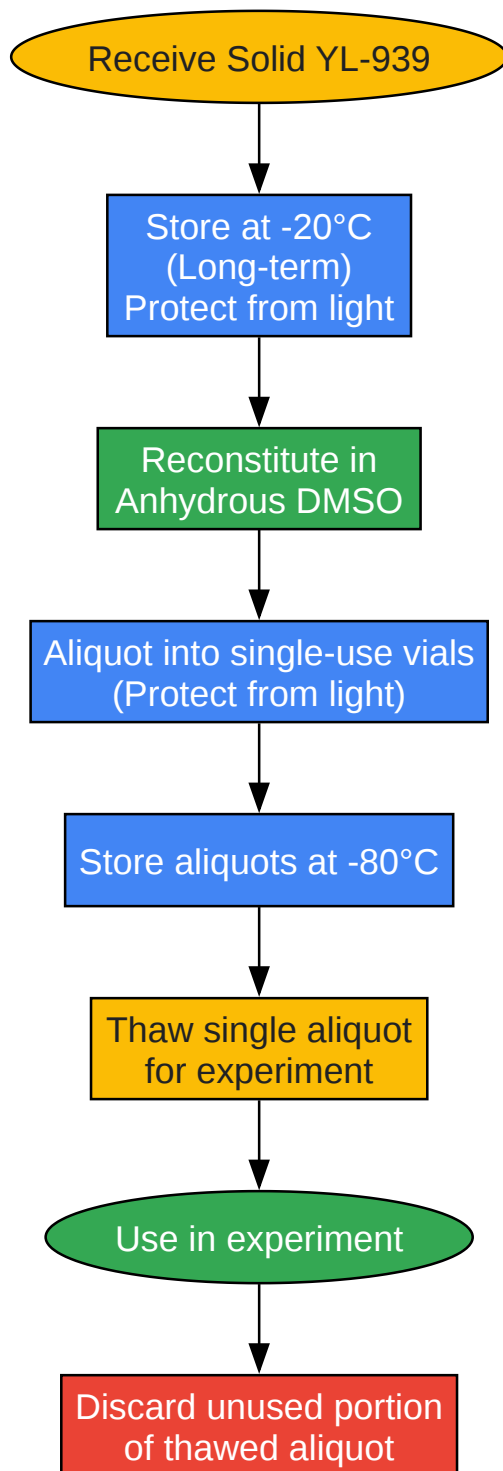 Receive Solid YL-939
Store at -20°C
(Long-term)
Protect from light
Reconstitute in
Anhydrous DMSO
Aliquot into single-use vials
(Protect from light)
Store aliquots at -80°C
Thaw single aliquot
for experiment
Use in experiment
Discard unused portion
of thawed aliquot